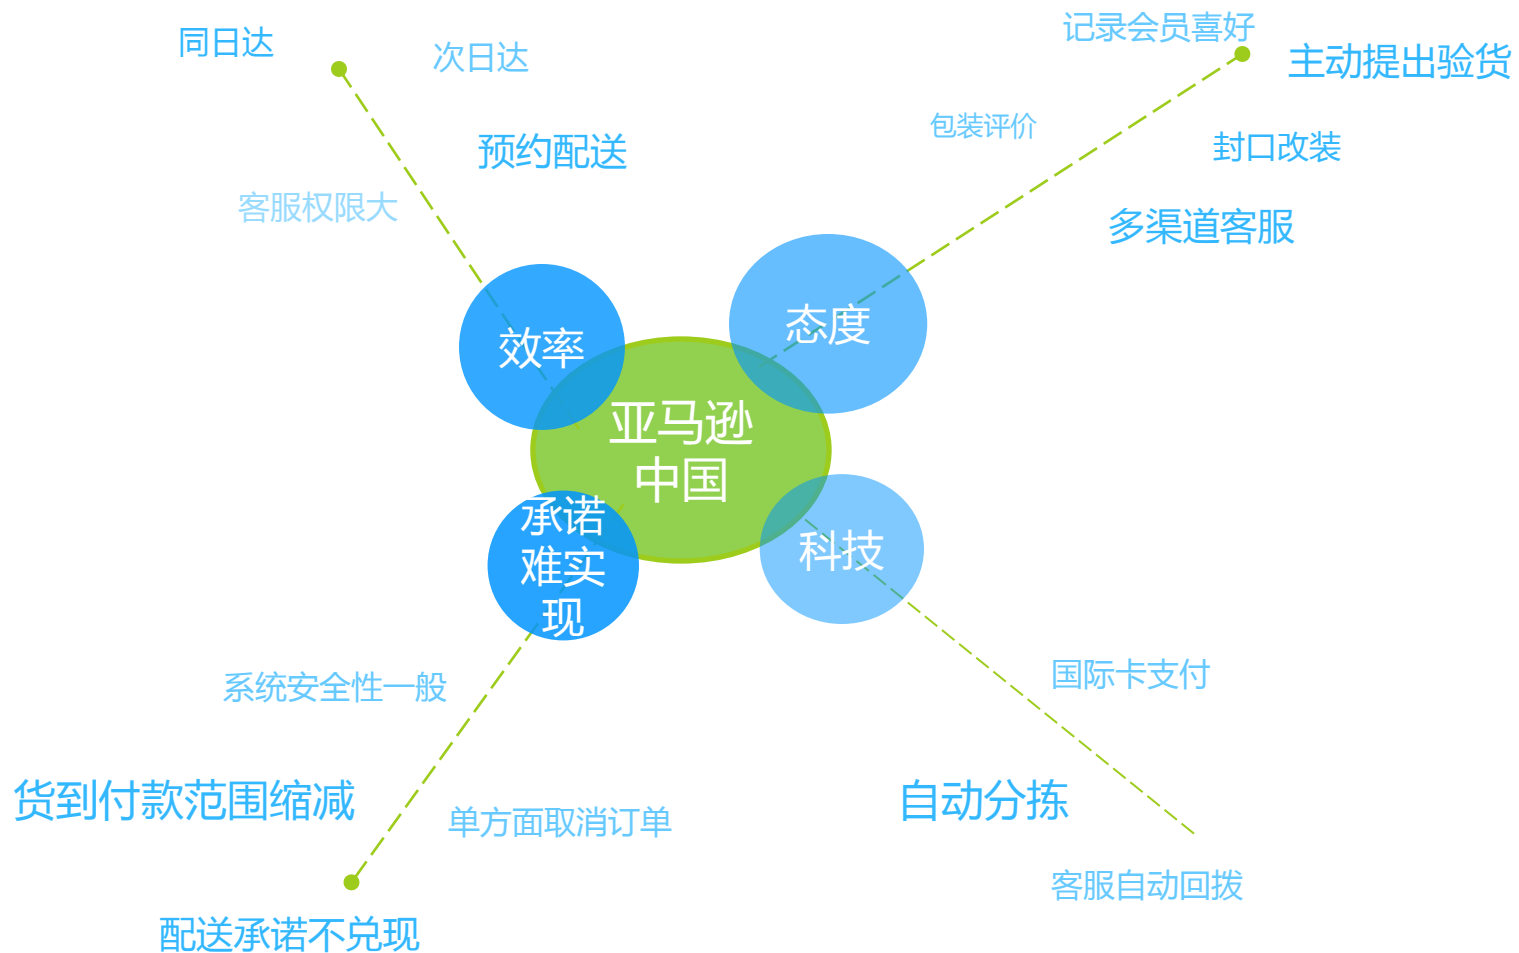 同日达
次日达
预约配送
客服权限大
记录会员喜好
主动提出验货
包装评价
封口改装
多渠道客服
效率
态度
亚马逊
中国
承诺
难实
现
科技
系统安全性一般
货到付款范围缩减
单方面取消订单
配送承诺不兑现
国际卡支付
自动分拣
客服自动回拨